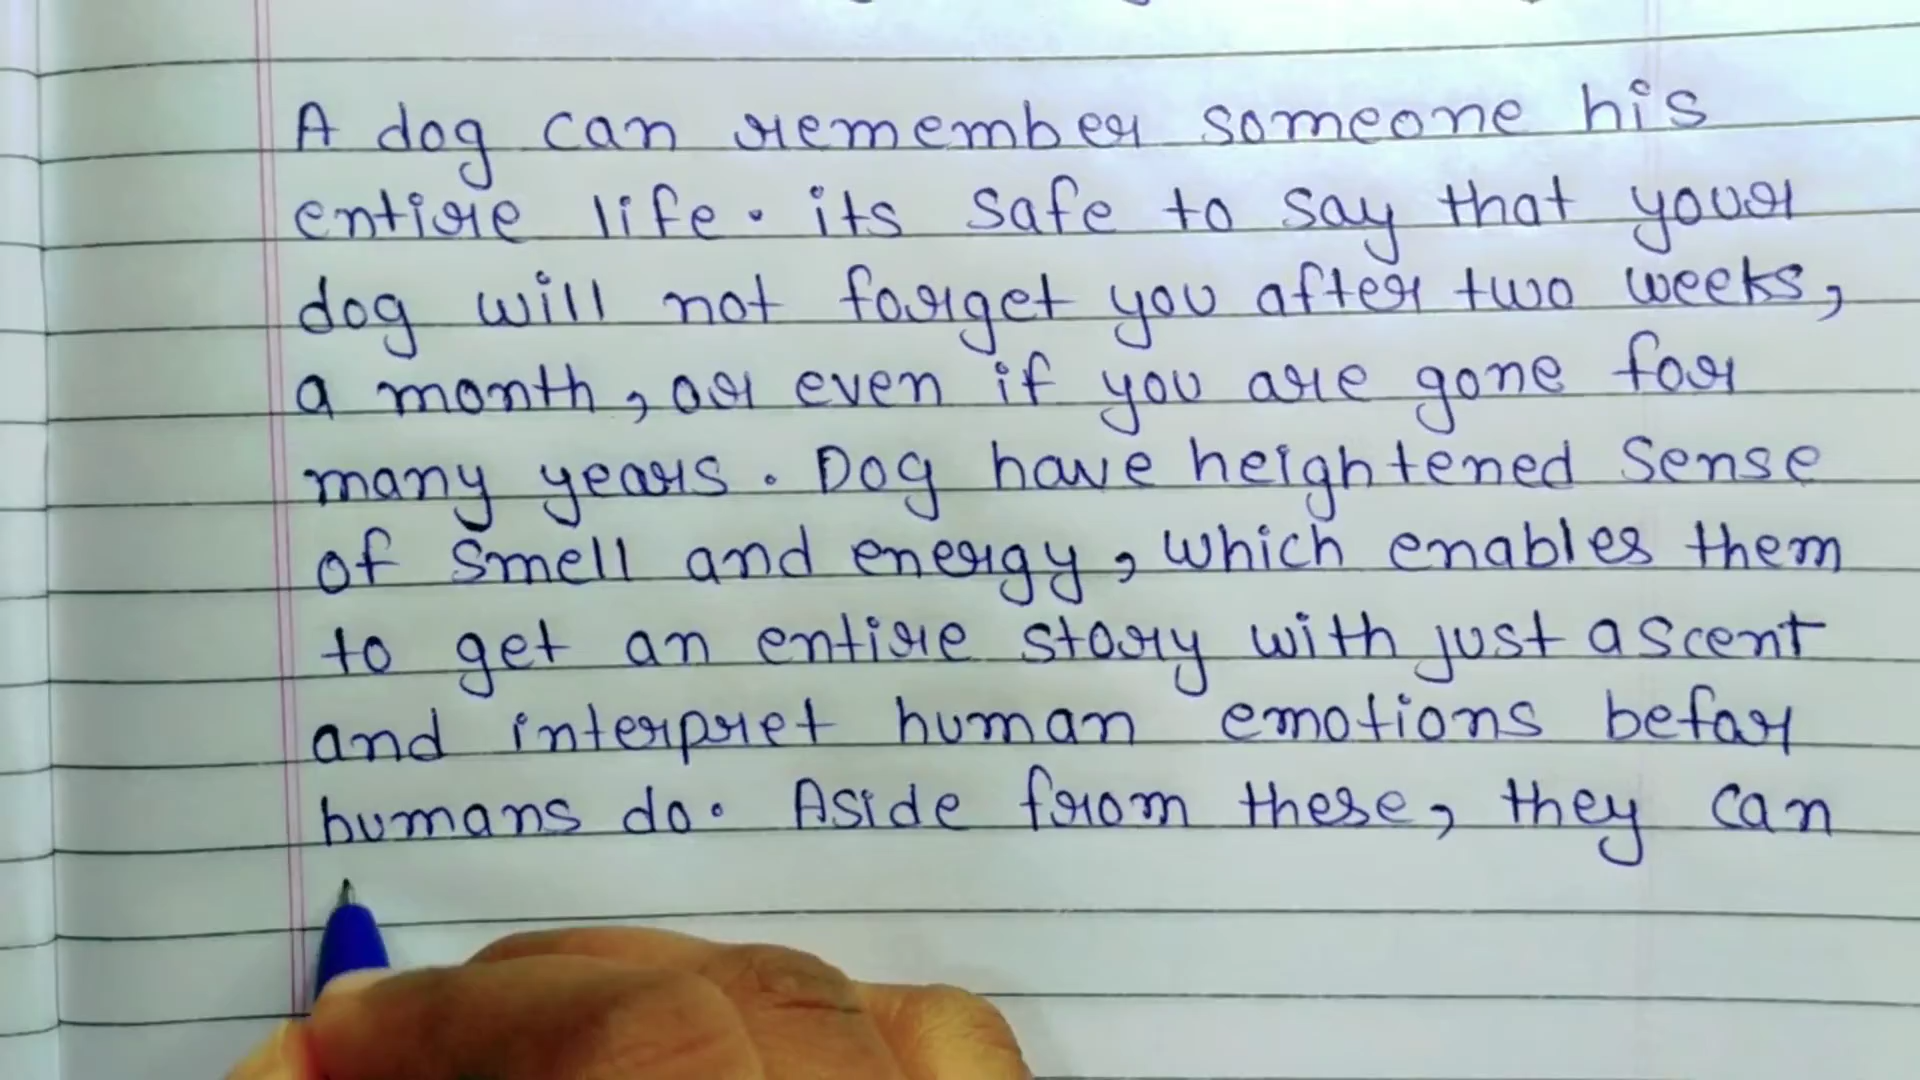 A dog can remember someone his
entire life. its safe to say that your
dog will not forget you after two weeks,
a month, or even if you are gone for
many years. Dog have heightened sense
of smell and energy, which enables them
to get an entire story with just a scent
and interpret human emotions befor
humans do. Aside from these, they can